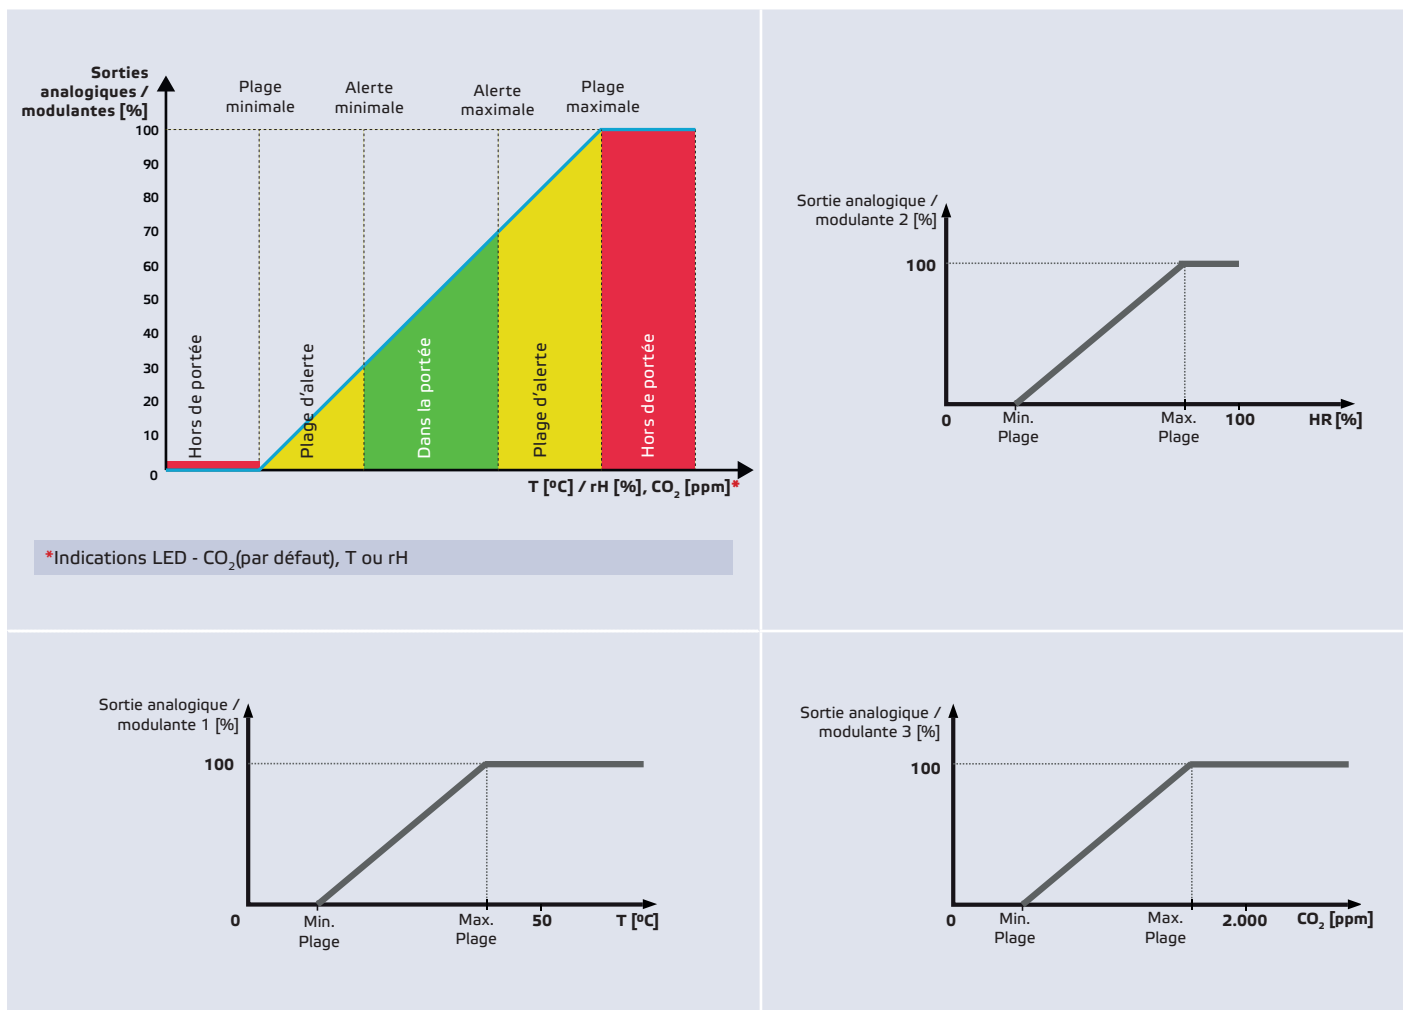 Sorties
analogiques /
modulantes [%]
Plage
minimale
Alerte
minimale
Alerte
maximale
Plage
maximale
100
90
80
70
60
50
40
30
20
10
0
Hors de portée
Plage d'alerte
Dans la portée
Plage d'alerte
Hors de portée
T [ºC] / rH [%], CO₂ [ppm]*
*Indications LED - CO₂(par défaut), T ou rH
Sortie analogique /
modulante 2 [%]
100
0
Min.
Plage
Max.
Plage
100
HR [%]
Sortie analogique /
modulante 1 [%]
100
0
Min.
Plage
Max.
Plage
50
T [ºC]
Sortie analogique /
modulante 3 [%]
100
0
Min.
Plage
Max.
Plage
2.000
CO₂ [ppm]